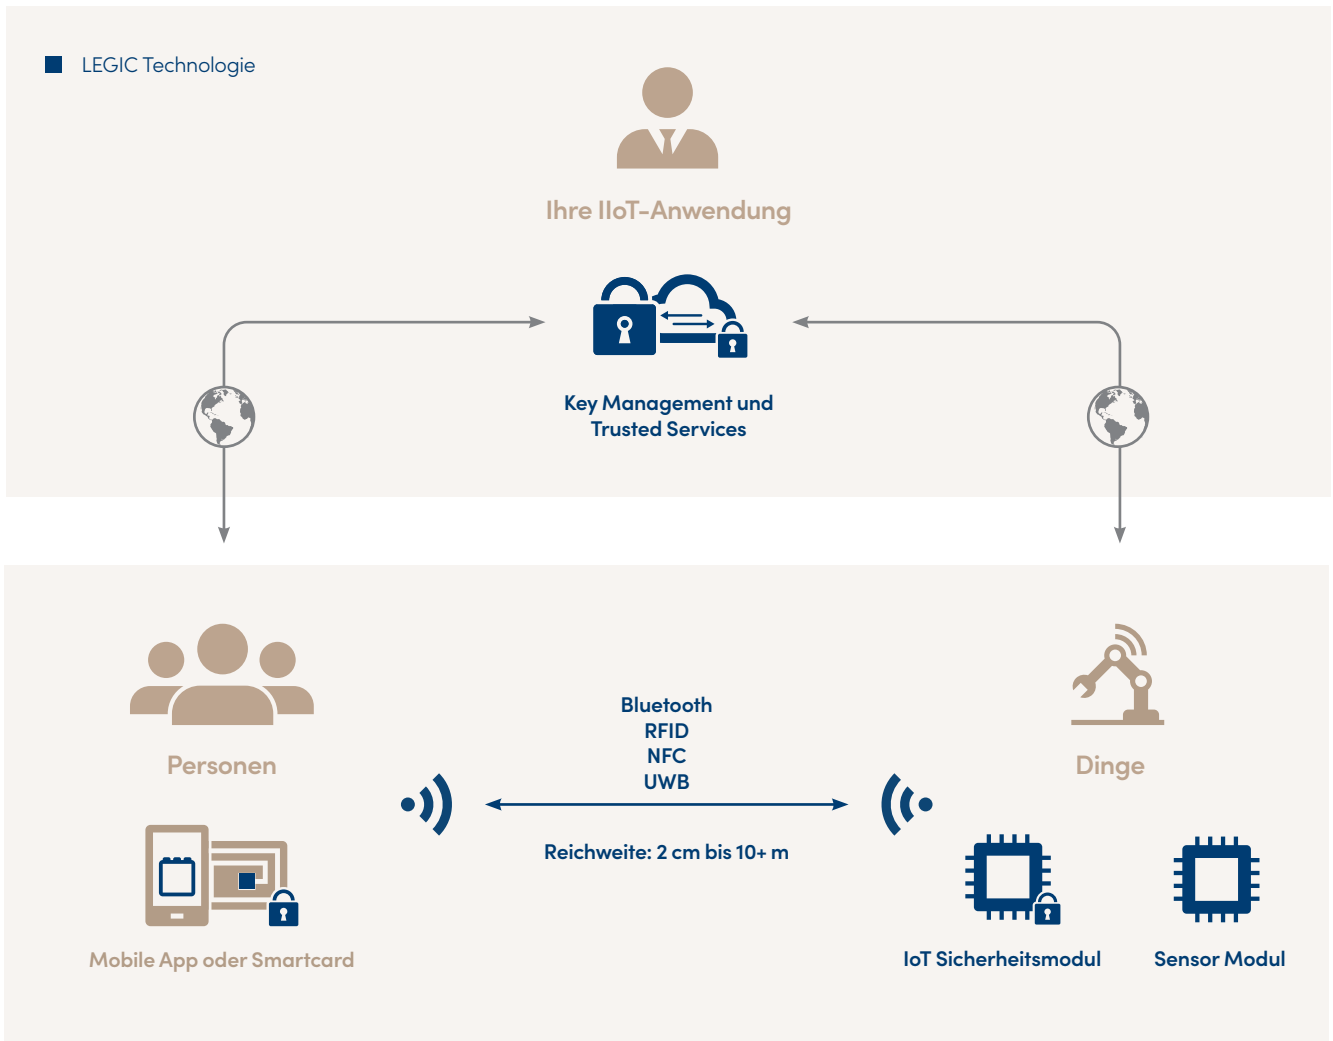 LEGIC Technologie
Ihre IIoT-Anwendung
Key Management und
Trusted Services
Personen
Bluetooth
RFID
NFC
UWB
Reichweite: 2 cm bis 10+ m
Dinge
Mobile App oder Smartcard
IoT Sicherheitsmodul
Sensor Modul